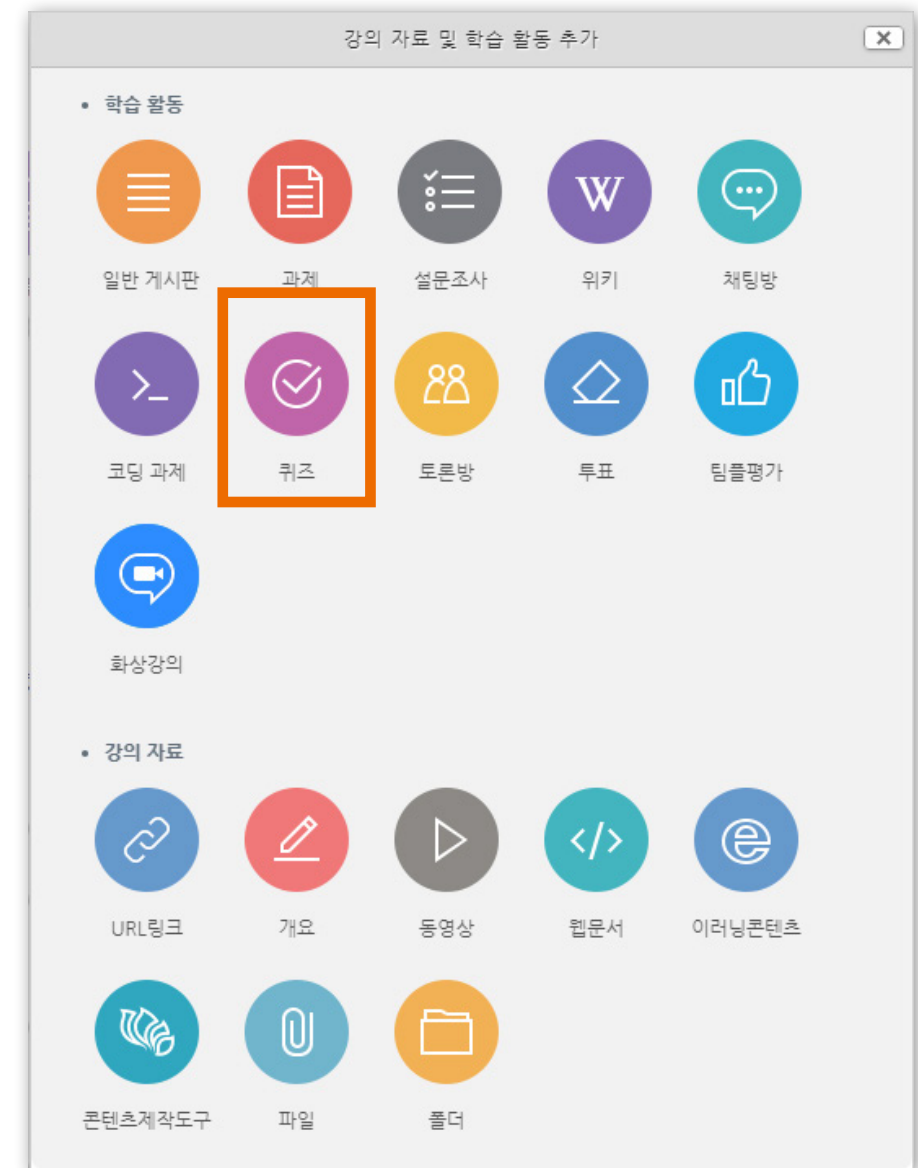 강의 자료 및 학습 활동 추가
학습 활동
일반 게시판 과제 설문조사 위키 채팅방
코딩 과제 퀴즈 토론방 투표 팀플평가
화상강의
강의 자료
URL링크 개요 동영상 웹문서 이러닝콘텐츠
콘텐츠제작도구 파일 폴더